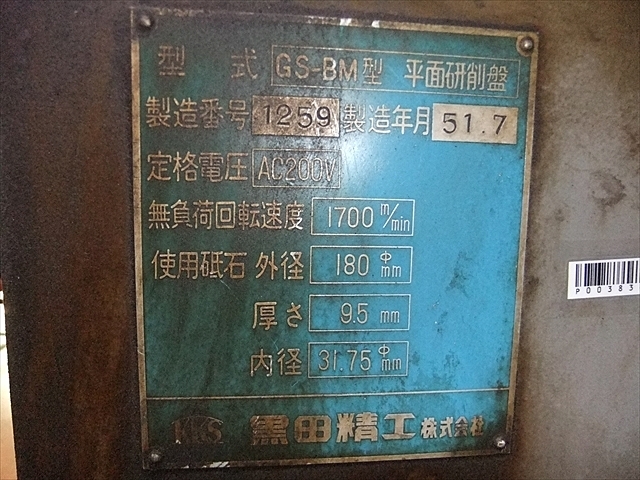 型式 GS-BM型 平面研削盤
製造番号 1259 製造年月 51.7
定格電圧 AC200V
無負荷回転速度 1700 m/min
使用砥石 外径 180 φ mm
厚さ 9.5 mm
内径 31.75 φ mm
KRS 黒田精工株式会社
P00383